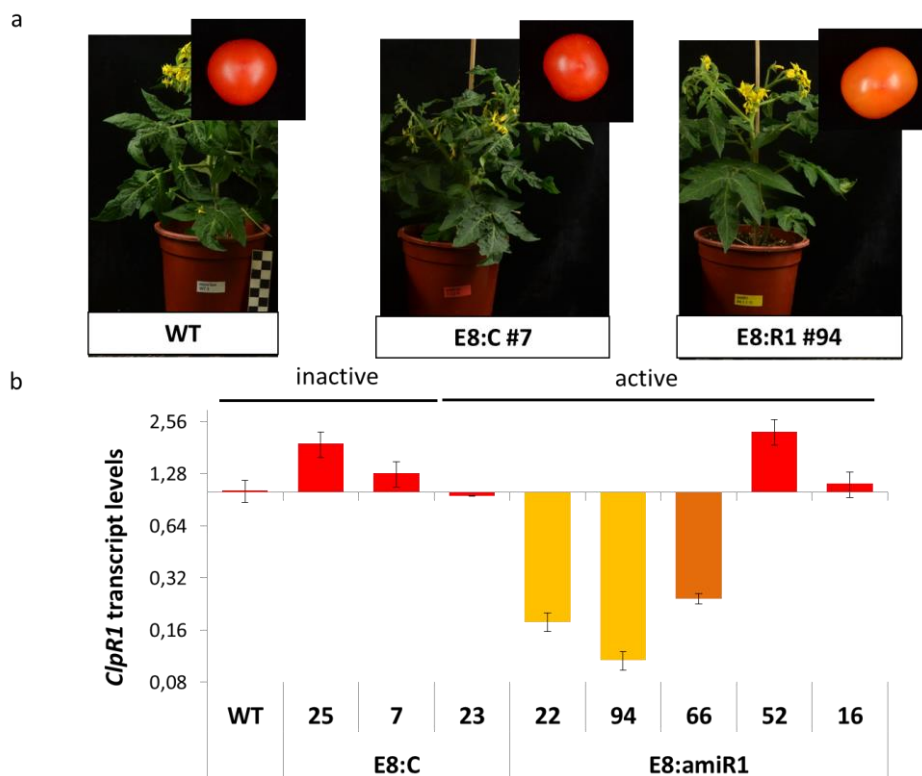 a
WT
E8:C #7
E8:R1 #94
b
inactive
active
ClpR1 transcript levels
2,56
1,28
0,64
0,32
0,16
0,08
WT 25 7 23 22 94 66 52 16
E8:C E8:amiR1